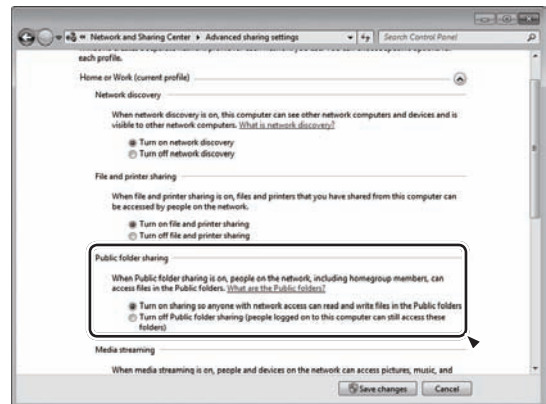 Network and Sharing Center ▸ Advanced sharing settings
Search Control Panel
each profile.
Home or Work (current profile)
Network discovery
When network discovery is on, this computer can see other network computers and devices and is
visible to other network computers. What is network discovery?
Turn on network discovery
Turn off network discovery
File and printer sharing
When file and printer sharing is on, files and printers that you have shared from this computer can
be accessed by people on the network.
Turn on file and printer sharing
Turn off file and printer sharing
Public folder sharing
When Public folder sharing is on, people on the network, including homegroup members, can
access files in the Public folders. What are the Public folders?
Turn on sharing so anyone with network access can read and write files in the Public folders
Turn off Public folder sharing (people logged on to this computer can still access these
folders)
Media streaming
When media streaming is on, people and devices on the network can access pictures, music, and
Save changes
Cancel